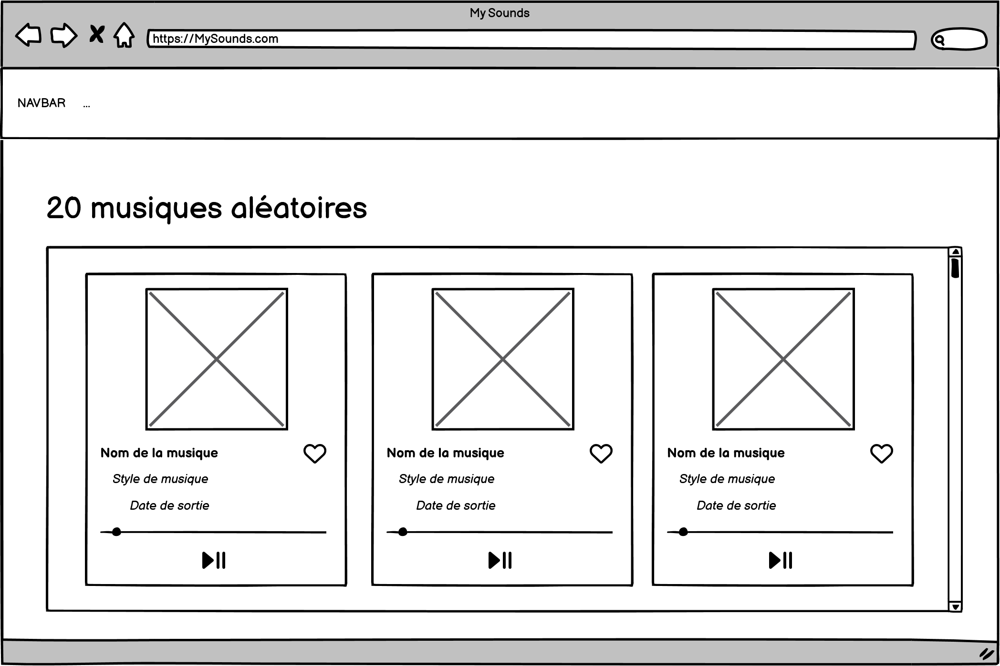 My Sounds
https://MySounds.com
NAVBAR ...
20 musiques aléatoires
Nom de la musique
Style de musique
Date de sortie
Nom de la musique
Style de musique
Date de sortie
Nom de la musique
Style de musique
Date de sortie